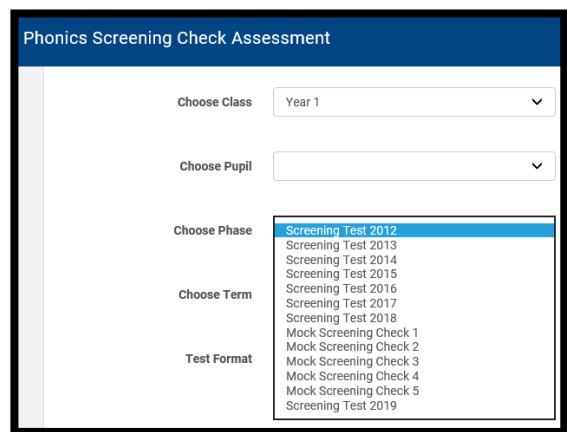 Phonics Screening Check Assessment
Choose Class Year 1
Choose Pupil
Choose Phase
Screening Test 2012
Screening Test 2013
Screening Test 2014
Screening Test 2015
Screening Test 2016
Screening Test 2017
Screening Test 2018
Mock Screening Check 1
Mock Screening Check 2
Mock Screening Check 3
Mock Screening Check 4
Mock Screening Check 5
Screening Test 2019
Choose Term
Test Format